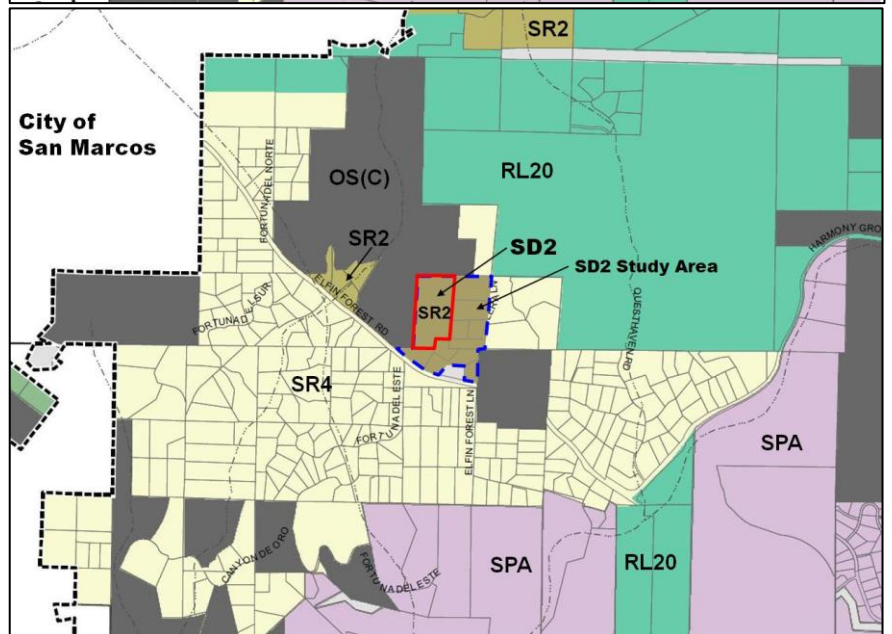 SR2
City of
San Marcos
FORTUNA DEL NORTE
OS(C)
RL20
HARMONY GRO
SR2
SD2
SD2 Study Area
ELFIN FOREST RD
SR2
QUESTHAVEN RD
FORTUNA DEL SUR
SR4
FORTUNA DEL ESTE
ELFIN FOREST LN
SPA
CANYON DE ORO
FORTUNA DEL ESTE
SPA
RL20